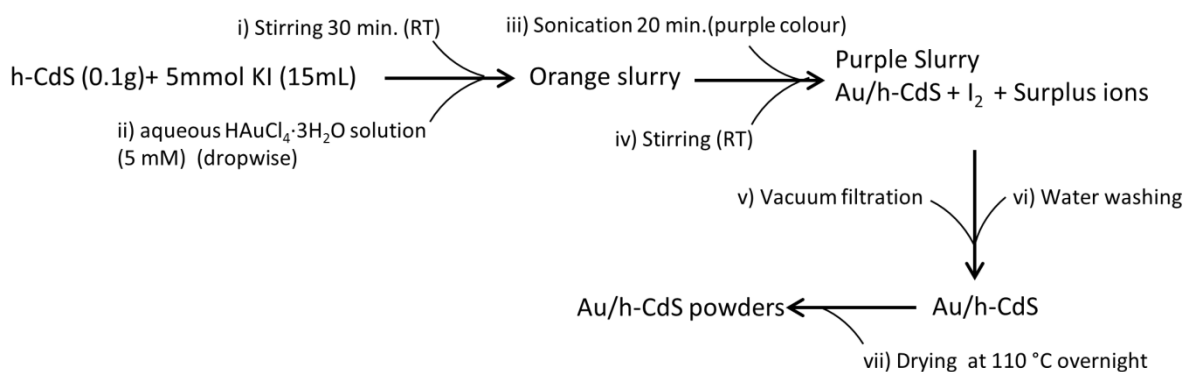 i) Stirring 30 min. (RT)
iii) Sonication 20 min.(purple colour)
h-CdS (0.1g)+ 5mmol KI (15mL)
Orange slurry
Purple Slurry
Au/h-CdS + I₂ + Surplus ions
ii) aqueous HAuCl₄·3H₂O solution
(5 mM) (dropwise)
iv) Stirring (RT)
v) Vacuum filtration
vi) Water washing
Au/h-CdS powders
Au/h-CdS
vii) Drying at 110 °C overnight